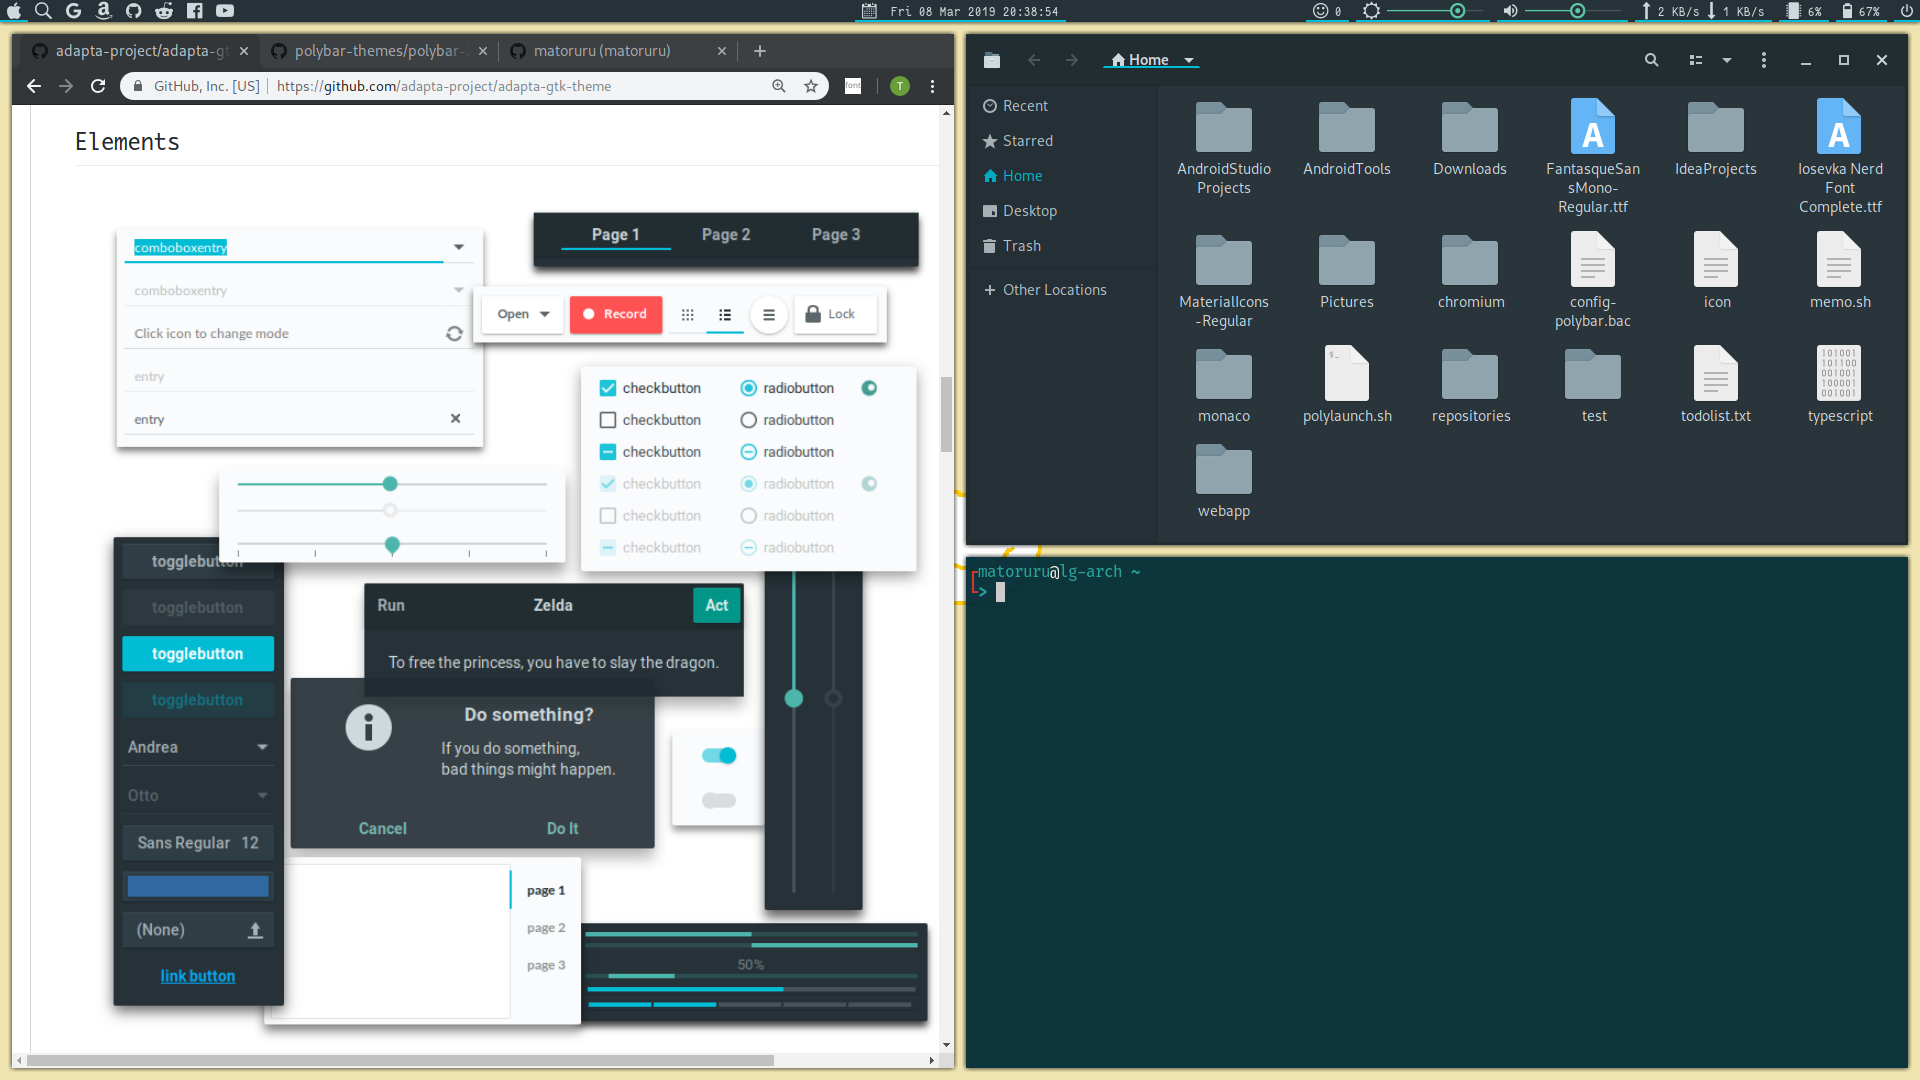 Fri 08 Mar 2019 20:38:54
0
2 KB/s
1 KB/s
6%
67%
adapta-project/adapta-gt
polybar-themes/polybar-
matoruru (matoruru)
GitHub, Inc. [US]
https://github.com/adapta-project/adapta-gtk-theme
font
T
Elements
comboboxentry
comboboxentry
Click icon to change mode
entry
entry
Page 1 Page 2 Page 3
Open Record Lock
checkbutton radiobutton
checkbutton radiobutton
checkbutton radiobutton
checkbutton radiobutton
checkbutton radiobutton
checkbutton radiobutton
togglebutton
togglebutton
togglebutton
togglebutton
Andrea
Otto
Sans Regular 12
(None)
link button
Run Zelda Act
To free the princess, you have to slay the dragon.
Do something?
If you do something,
bad things might happen.
Cancel Do It
page 1
page 2
page 3
50%
Home
Recent
Starred
Home
Desktop
Trash
Other Locations
AndroidStudio
Projects
AndroidTools
Downloads
FantasqueSan
sMono-
Regular.ttf
IdeaProjects
Iosevka Nerd
Font
Complete.ttf
MaterialIcons
-Regular
Pictures
chromium
config-
polybar.bac
icon
memo.sh
monaco
polylaunch.sh
repositories
test
todolist.txt
typescript
webapp
matoruru@lg-arch ~
>